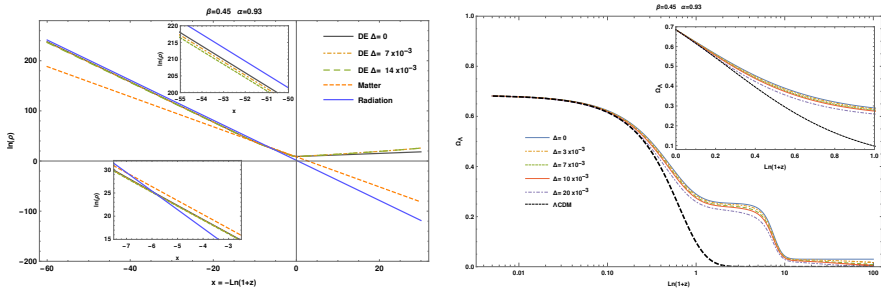 β=0.45 α=0.93
ln(ρ)
200
100
0
-100
-200
-60
-40
-20
0
20
x = -Ln(1+z)
DE Δ= 0
DE Δ= 7 x10⁻³
DE Δ= 14 x10⁻³
Matter
Radiation
ln(ρ)
220
215
210
205
200
-55
-54
-53
-52
-51
-50
x
ln(ρ)
30
25
20
15
-7
-6
-5
-4
-3
x
β=0.45 α=0.93
Ω_Λ
1.0
0.8
0.6
0.4
0.2
0.0
0.01
0.10
1
10
100
Ln(1+z)
Δ= 0
Δ= 3 x10⁻³
Δ= 7 x10⁻³
Δ= 10 x10⁻³
Δ= 20 x10⁻³
ΛCDM
Ω_Λ
0.7
0.6
0.5
0.4
0.3
0.2
0.1
0.0
0.2
0.4
0.6
0.8
1.0
Ln(1+z)